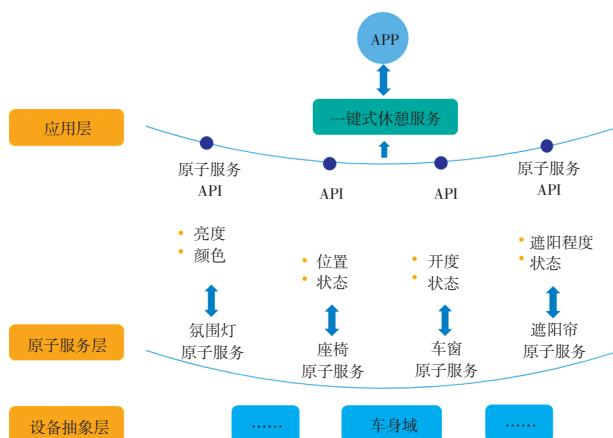 APP
一键式休憩服务
应用层
原子服务
API
API
API
原子服务
API
亮度
颜色
位置
状态
开度
状态
遮阳程度
状态
原子服务层
氛围灯
原子服务
座椅
原子服务
车窗
原子服务
遮阳帘
原子服务
设备抽象层
……
车身域
……